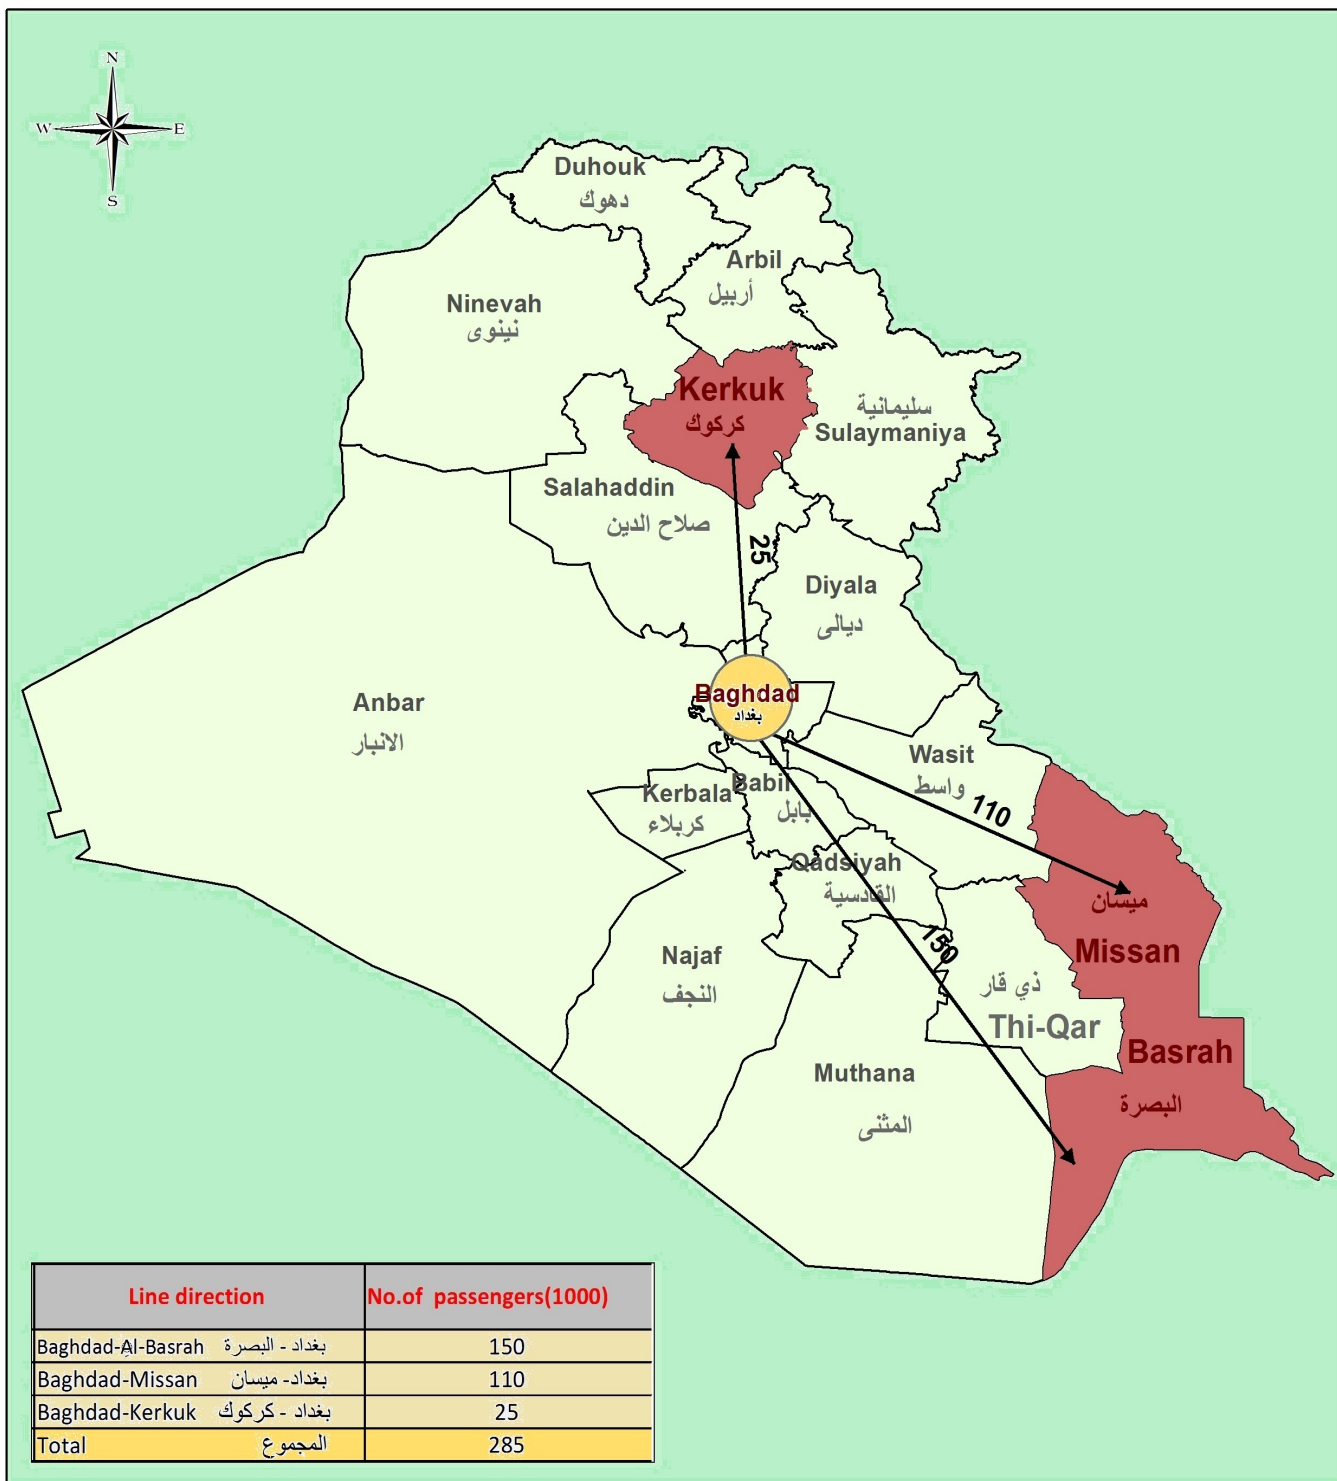 N
W E
S
Duhouk
دهوك
Arbil
أربيل
Ninevah
نينوى
Kerkuk
كركوك
سليمانية
Sulaymaniya
Salahaddin
صلاح الدين
25
Diyala
ديالى
Baghdad
بغداد
Anbar
الانبار
Wasit
واسط
Babil
بابل
Kerbala
كربلاء
110
Qadsiyah
القادسية
ميسان
Missan
150
Najaf
النجف
ذي قار
Thi-Qar
Basrah
البصرة
Muthana
المثنى
Line direction No.of passengers(1000)
Baghdad-Al-Basrah بغداد - البصرة 150
Baghdad-Missan بغداد- ميسان 110
Baghdad-Kerkuk بغداد - كركوك 25
Total المجموع 285